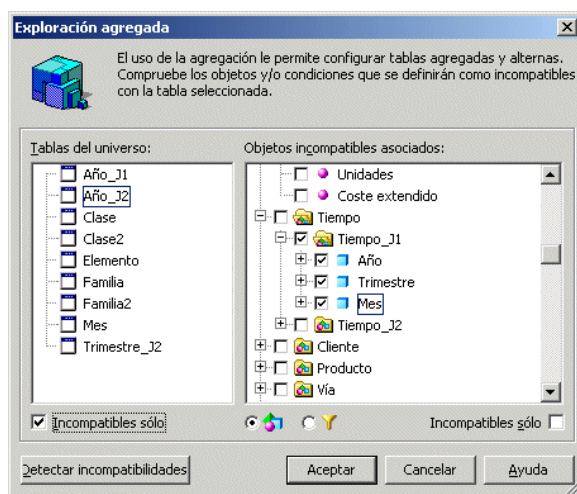 Exploración agregada
El uso de la agregación le permite configurar tablas agregadas y alternas.
Compruebe los objetos y/o condiciones que se definirán como incompatibles
con la tabla seleccionada.
Tablas del universo:
Año_J1
Año_J2
Clase
Clase2
Elemento
Familia
Familia2
Mes
Trimestre_J2
Incompatibles sólo
Objetos incompatibles asociados:
Unidades
Coste extendido
Tiempo
Tiempo_J1
Año
Trimestre
Mes
Tiempo_J2
Cliente
Producto
Vía
Incompatibles sólo
Detectar incompatibilidades
Aceptar
Cancelar
Ayuda